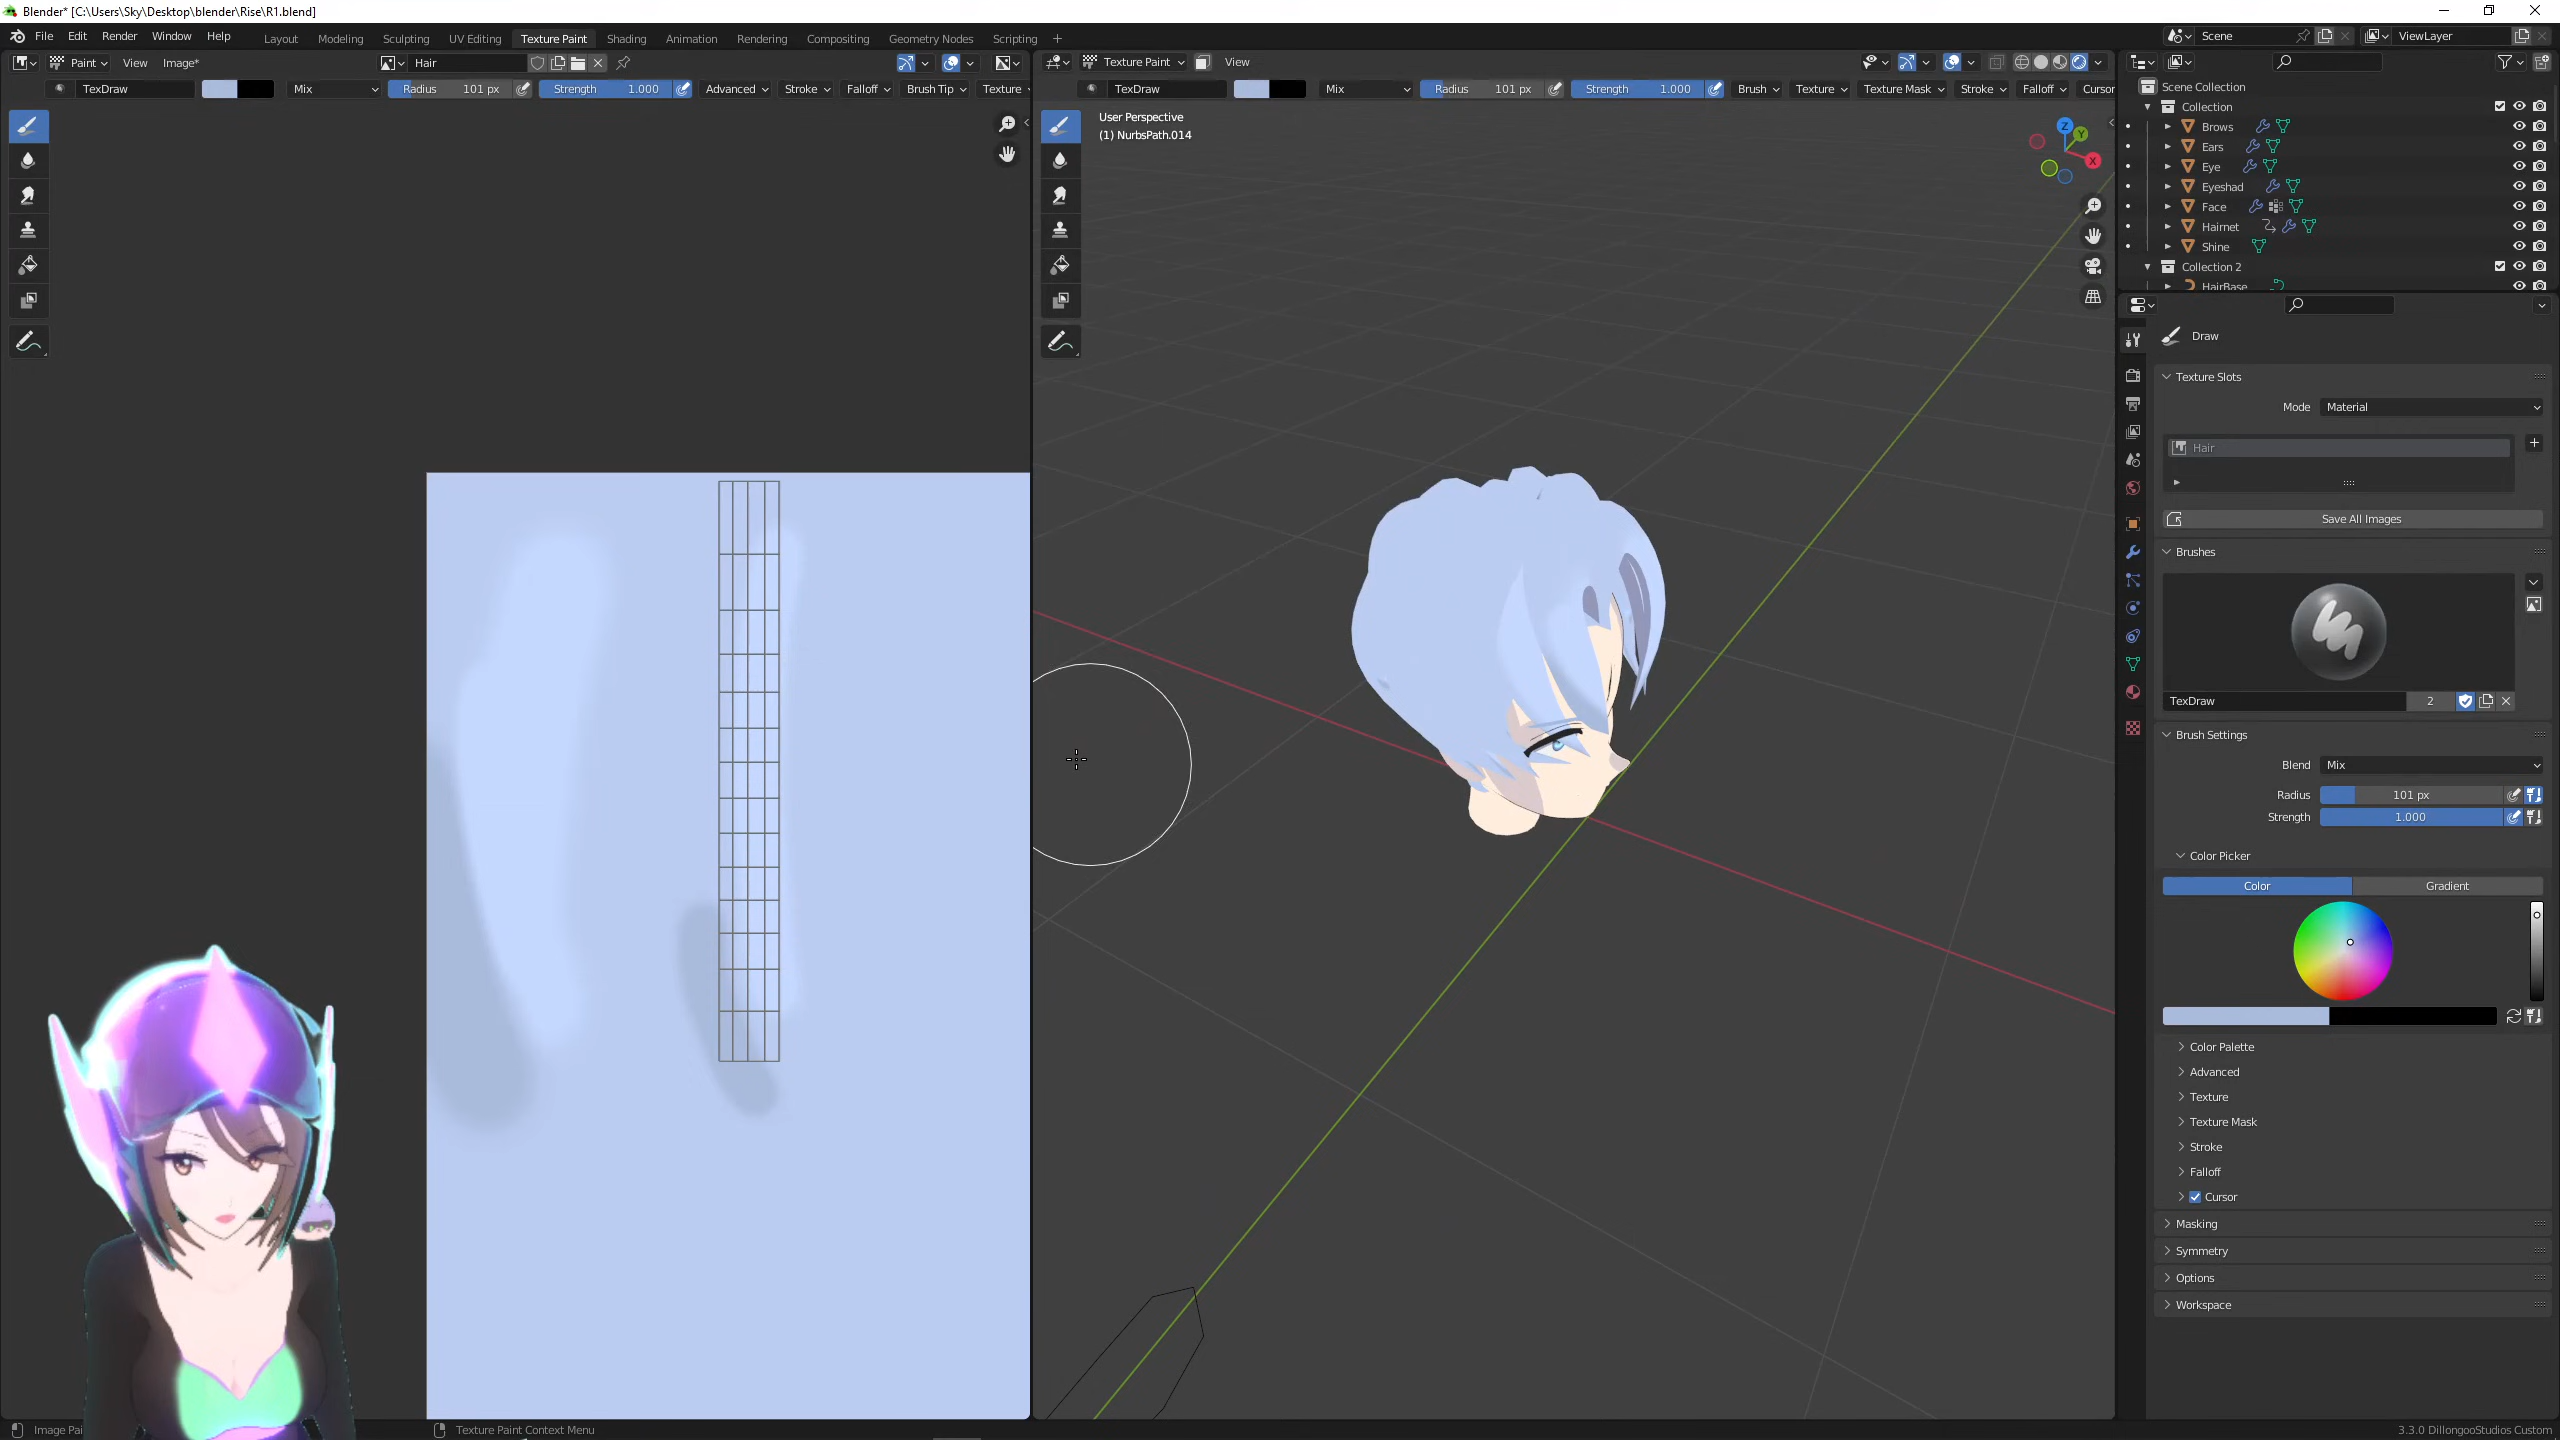 Blender* [C:\Users\Sky\Desktop\blender\Rise\R1.blend]
File Edit Render Window Help Layout Modeling Sculpting UV Editing Texture Paint Shading Animation Rendering Compositing Geometry Nodes Scripting + Scene ViewLayer
Paint View Image* Hair Texture Paint View
TexDraw Mix Radius 101 px Strength 1.000 Advanced Stroke Falloff Brush Tip Texture TexDraw Mix Radius 101 px Strength 1.000 Brush Texture Texture Mask Stroke Falloff Cursor
User Perspective
(1) NurbsPath.014
Z
Y
X
Scene Collection
Collection
Brows
Ears
Eye
Eyeshad
Face
Hairnet
Shine
Collection 2
HairBase
Draw
Texture Slots
Mode Material
Hair
Save All Images
Brushes
TexDraw 2
Brush Settings
Blend Mix
Radius 101 px
Strength 1.000
Color Picker
Color Gradient
Color Palette
Advanced
Texture
Texture Mask
Stroke
Falloff
Cursor
Masking
Symmetry
Options
Workspace
Image Pai
Texture Paint Context Menu
3.3.0 DillongooStudios Custom